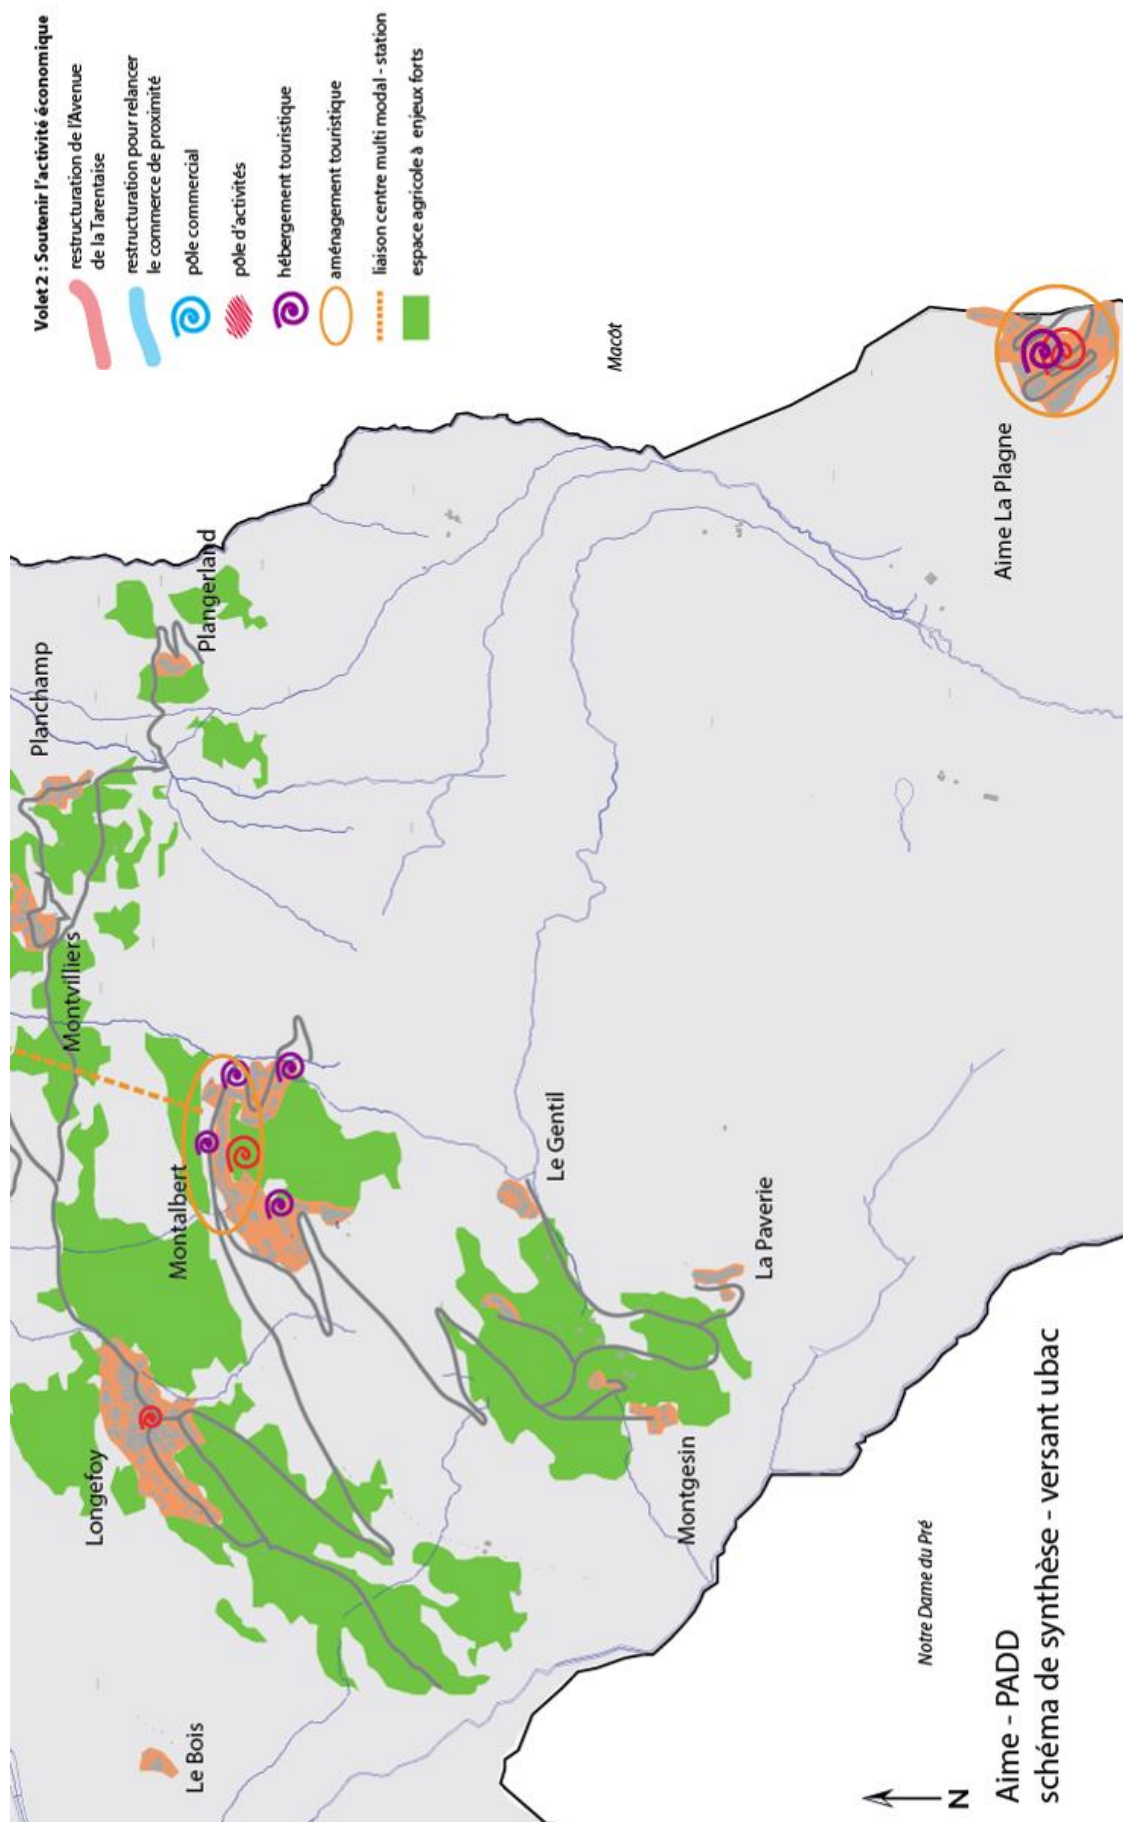 Volet 2 : Soutenir l'activité économique
restructuration de l'Avenue
de la Tarentaise
restructuration pour relancer
le commerce de proximité
pôle commercial
pôle d'activités
hébergement touristique
aménagement touristique
liaison centre multi modal - station
espace agricole à enjeux forts
Macôt
Planchamp
Plangerland
Montvilliers
Aime La Plagne
Montalbert
Le Gentil
La Paverie
Longefoy
Montgesin
Le Bois
Notre Dame du Pré
N
Aime - PADD
schéma de synthèse - versant ubac